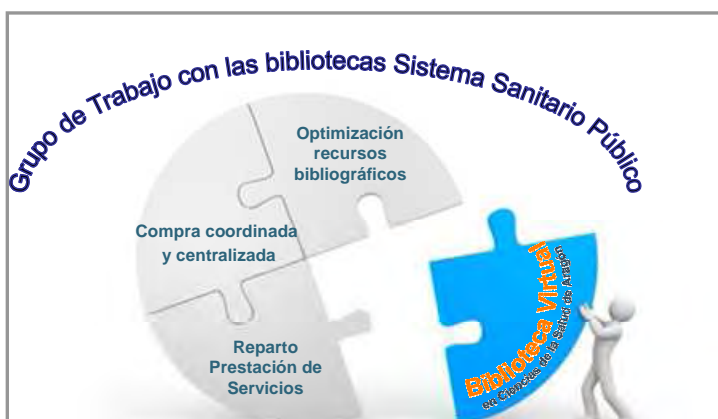 Grupo de Trabajo con las bibliotecas Sistema Sanitario Público
Optimización
recursos
bibliográficos
Compra coordinada
y centralizada
Reparto
Prestación de
Servicios
Biblioteca Virtual
en Ciencias de la Salud de Aragón